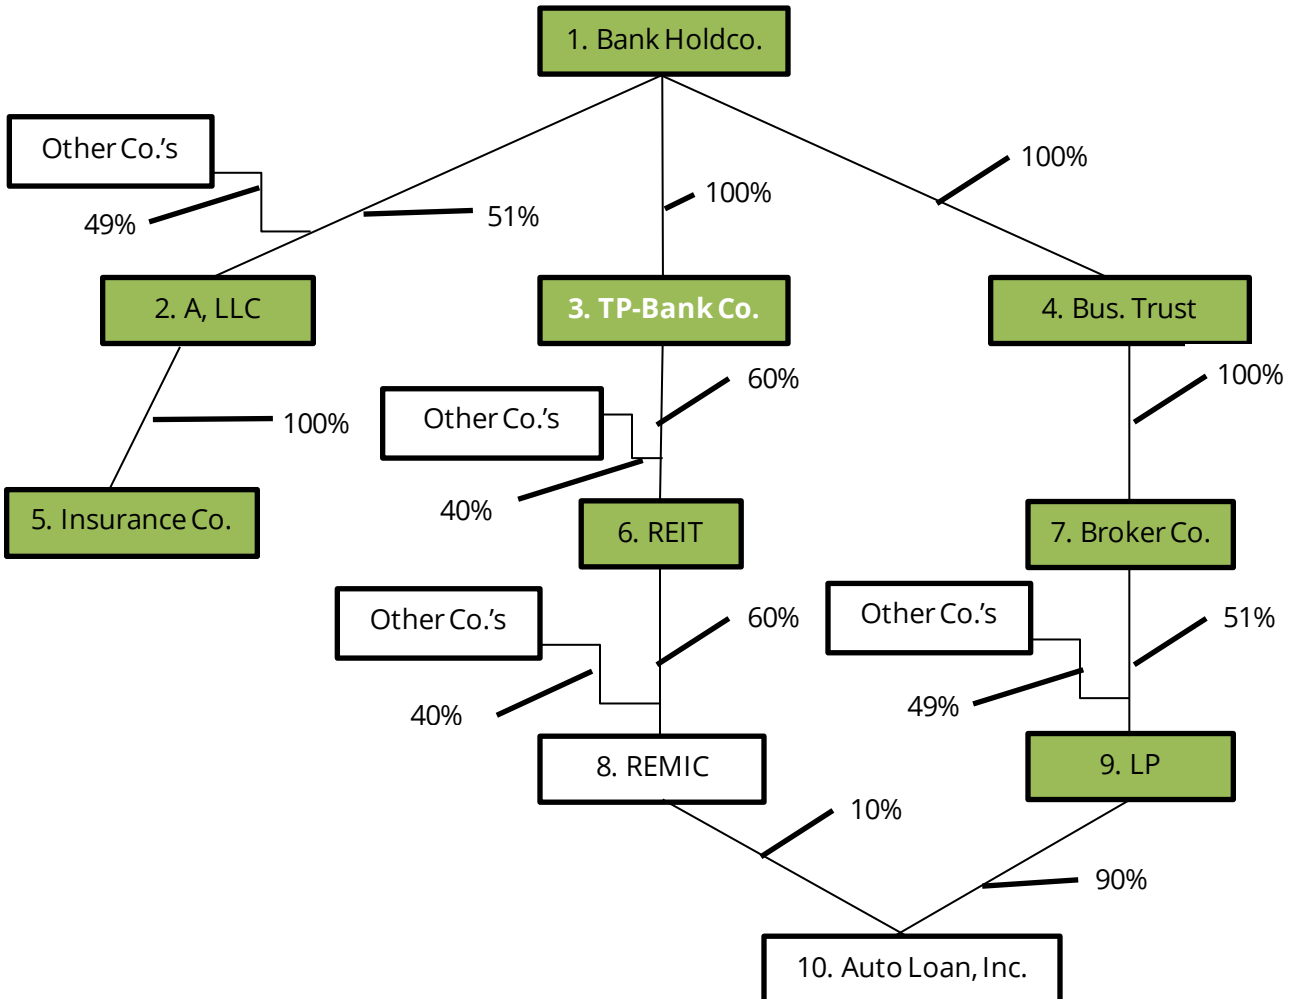 1. Bank Holdco.
Other Co.'s
100%
100%
49%
51%
2. A, LLC
3. TP-Bank Co.
4. Bus. Trust
60%
100%
Other Co.'s
100%
40%
5. Insurance Co.
6. REIT
7. Broker Co.
Other Co.'s
60%
Other Co.'s
51%
40%
49%
8. REMIC
9. LP
10%
90%
10. Auto Loan, Inc.